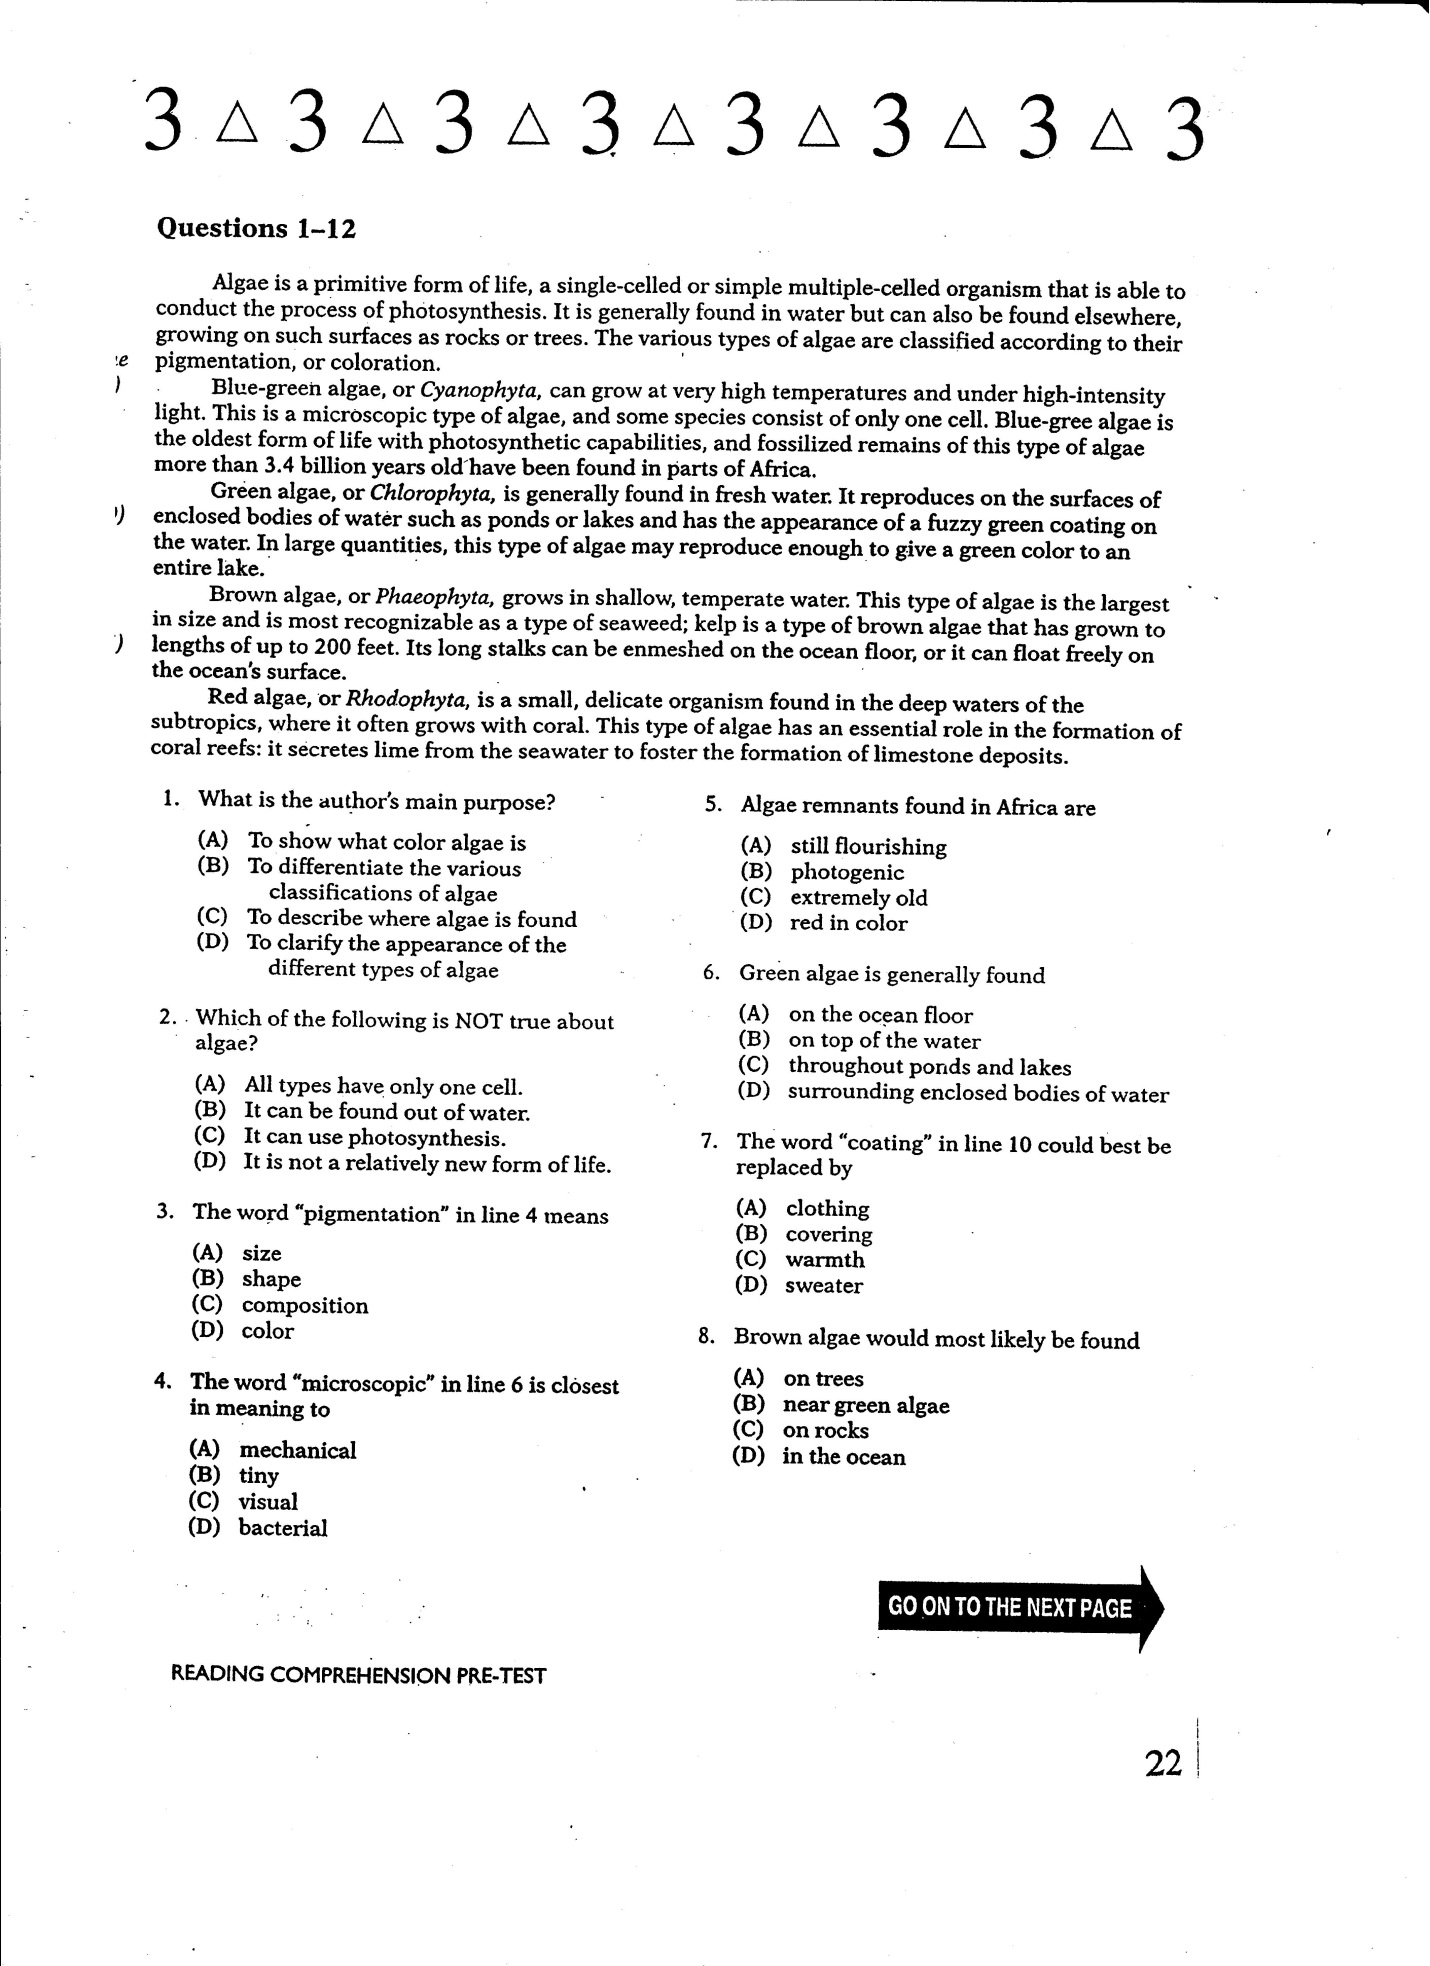 3 △ 3 △ 3 △ 3 △ 3 △ 3 △ 3 △ 3
Questions 1–12
Algae is a primitive form of life, a single-celled or simple multiple-celled organism that is able to
conduct the process of photosynthesis. It is generally found in water but can also be found elsewhere,
growing on such surfaces as rocks or trees. The various types of algae are classified according to their
pigmentation, or coloration.
Blue-green algae, or Cyanophyta, can grow at very high temperatures and under high-intensity
light. This is a microscopic type of algae, and some species consist of only one cell. Blue-gree algae is
the oldest form of life with photosynthetic capabilities, and fossilized remains of this type of algae
more than 3.4 billion years old have been found in parts of Africa.
Green algae, or Chlorophyta, is generally found in fresh water. It reproduces on the surfaces of
enclosed bodies of water such as ponds or lakes and has the appearance of a fuzzy green coating on
the water. In large quantities, this type of algae may reproduce enough to give a green color to an
entire lake.
Brown algae, or Phaeophyta, grows in shallow, temperate water. This type of algae is the largest
in size and is most recognizable as a type of seaweed; kelp is a type of brown algae that has grown to
lengths of up to 200 feet. Its long stalks can be enmeshed on the ocean floor, or it can float freely on
the ocean's surface.
Red algae, or Rhodophyta, is a small, delicate organism found in the deep waters of the
subtropics, where it often grows with coral. This type of algae has an essential role in the formation of
coral reefs: it secretes lime from the seawater to foster the formation of limestone deposits.
1. What is the author's main purpose?
(A) To show what color algae is
(B) To differentiate the various
classifications of algae
(C) To describe where algae is found
(D) To clarify the appearance of the
different types of algae
2. Which of the following is NOT true about
algae?
(A) All types have only one cell.
(B) It can be found out of water.
(C) It can use photosynthesis.
(D) It is not a relatively new form of life.
3. The word “pigmentation” in line 4 means
(A) size
(B) shape
(C) composition
(D) color
4. The word “microscopic” in line 6 is closest
in meaning to
(A) mechanical
(B) tiny
(C) visual
(D) bacterial
5. Algae remnants found in Africa are
(A) still flourishing
(B) photogenic
(C) extremely old
(D) red in color
6. Green algae is generally found
(A) on the ocean floor
(B) on top of the water
(C) throughout ponds and lakes
(D) surrounding enclosed bodies of water
7. The word “coating” in line 10 could best be
replaced by
(A) clothing
(B) covering
(C) warmth
(D) sweater
8. Brown algae would most likely be found
(A) on trees
(B) near green algae
(C) on rocks
(D) in the ocean
GO ON TO THE NEXT PAGE
READING COMPREHENSION PRE-TEST
22